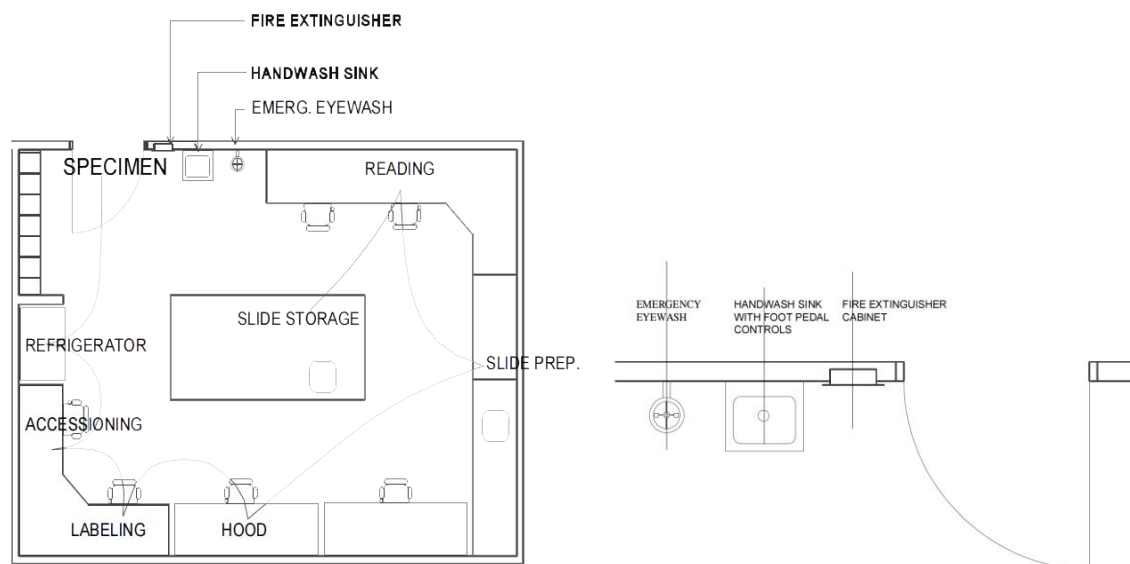 FIRE EXTINGUISHER
HANDWASH SINK
EMERG. EYEWASH
SPECIMEN
READING
SLIDE STORAGE
REFRIGERATOR
SLIDE PREP.
ACCESSIONING
LABELING
HOOD
EMERGENCY
EYEWASH
HANDWASH SINK
WITH FOOT PEDAL
CONTROLS
FIRE EXTINGUISHER
CABINET